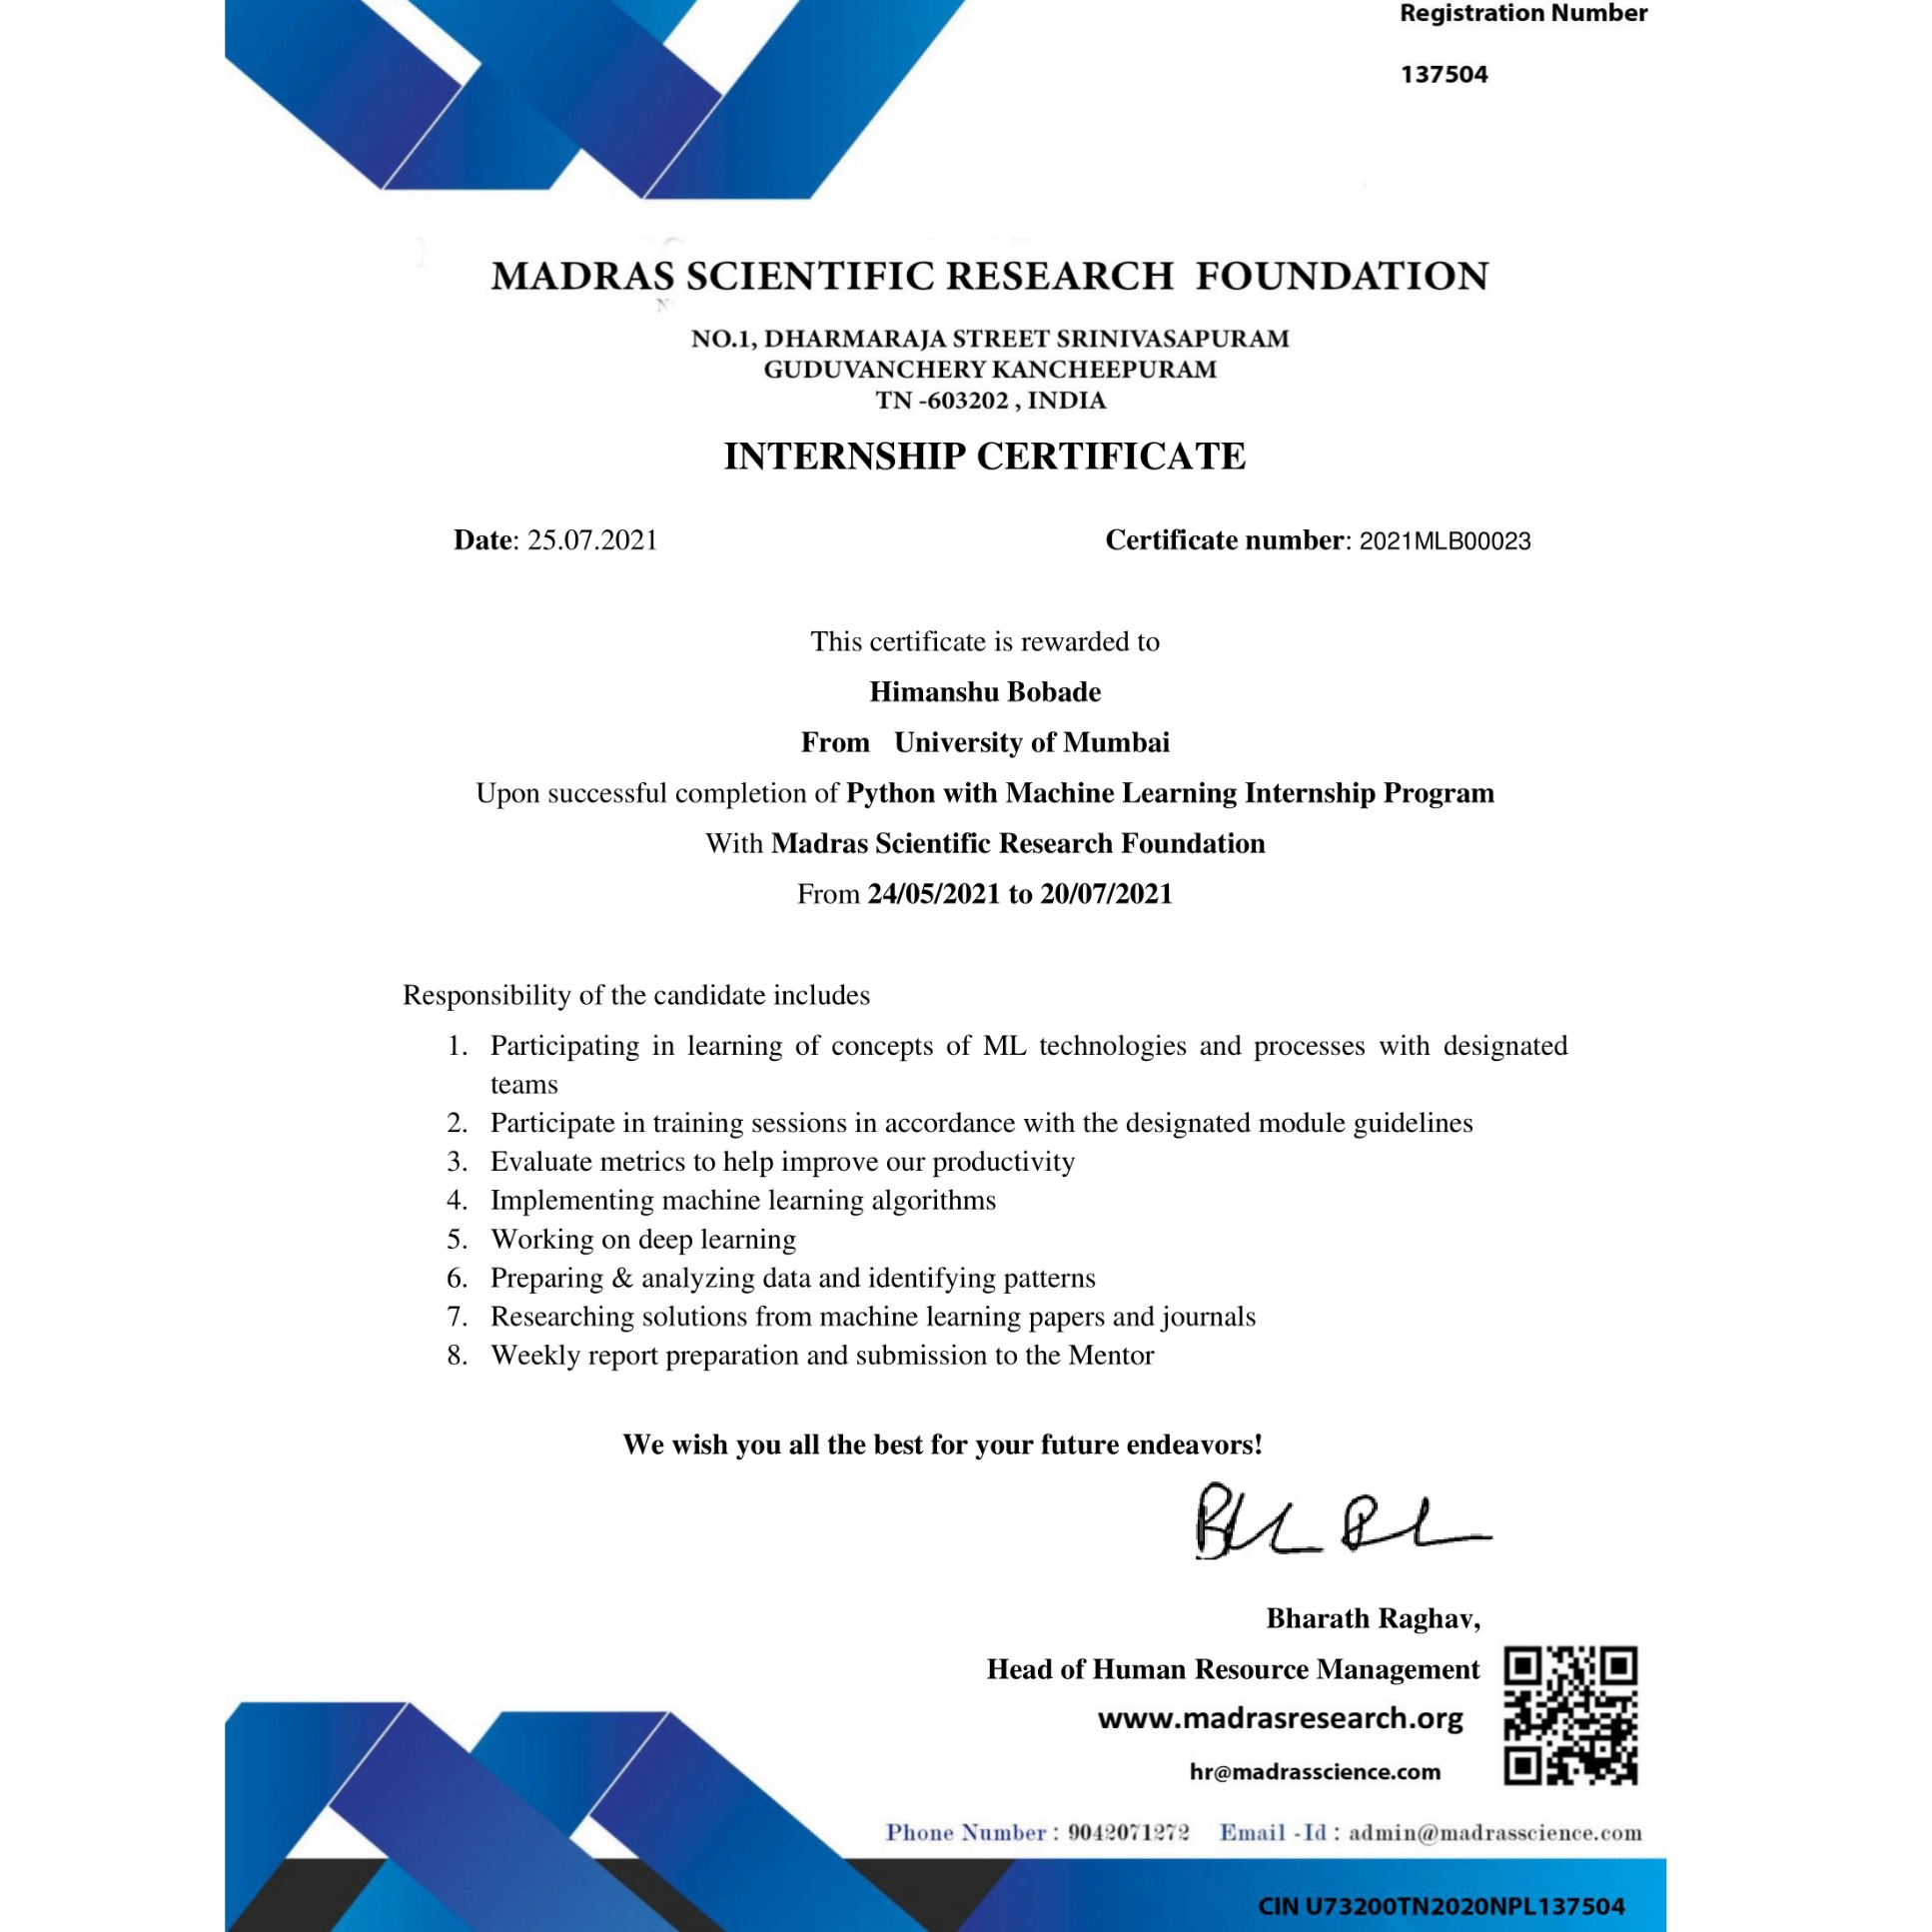 Registration Number
137504
MADRAS SCIENTIFIC RESEARCH FOUNDATION
NO.1, DHARMARAJA STREET SRINIVASAPURAM
GUDUVANCHERY KANCHEEPURAM
TN -603202 , INDIA
INTERNSHIP CERTIFICATE
Date: 25.07.2021 Certificate number: 2021MLB00023
This certificate is rewarded to
Himanshu Bobade
From University of Mumbai
Upon successful completion of Python with Machine Learning Internship Program
With Madras Scientific Research Foundation
From 24/05/2021 to 20/07/2021
Responsibility of the candidate includes
1. Participating in learning of concepts of ML technologies and processes with designated
teams
2. Participate in training sessions in accordance with the designated module guidelines
3. Evaluate metrics to help improve our productivity
4. Implementing machine learning algorithms
5. Working on deep learning
6. Preparing & analyzing data and identifying patterns
7. Researching solutions from machine learning papers and journals
8. Weekly report preparation and submission to the Mentor
We wish you all the best for your future endeavors!
Bharath Raghav,
Head of Human Resource Management
www.madrasresearch.org
hr@madrasscience.com
Phone Number : 9042071272 Email -Id : admin@madrasscience.com
CIN U73200TN2020NPL137504